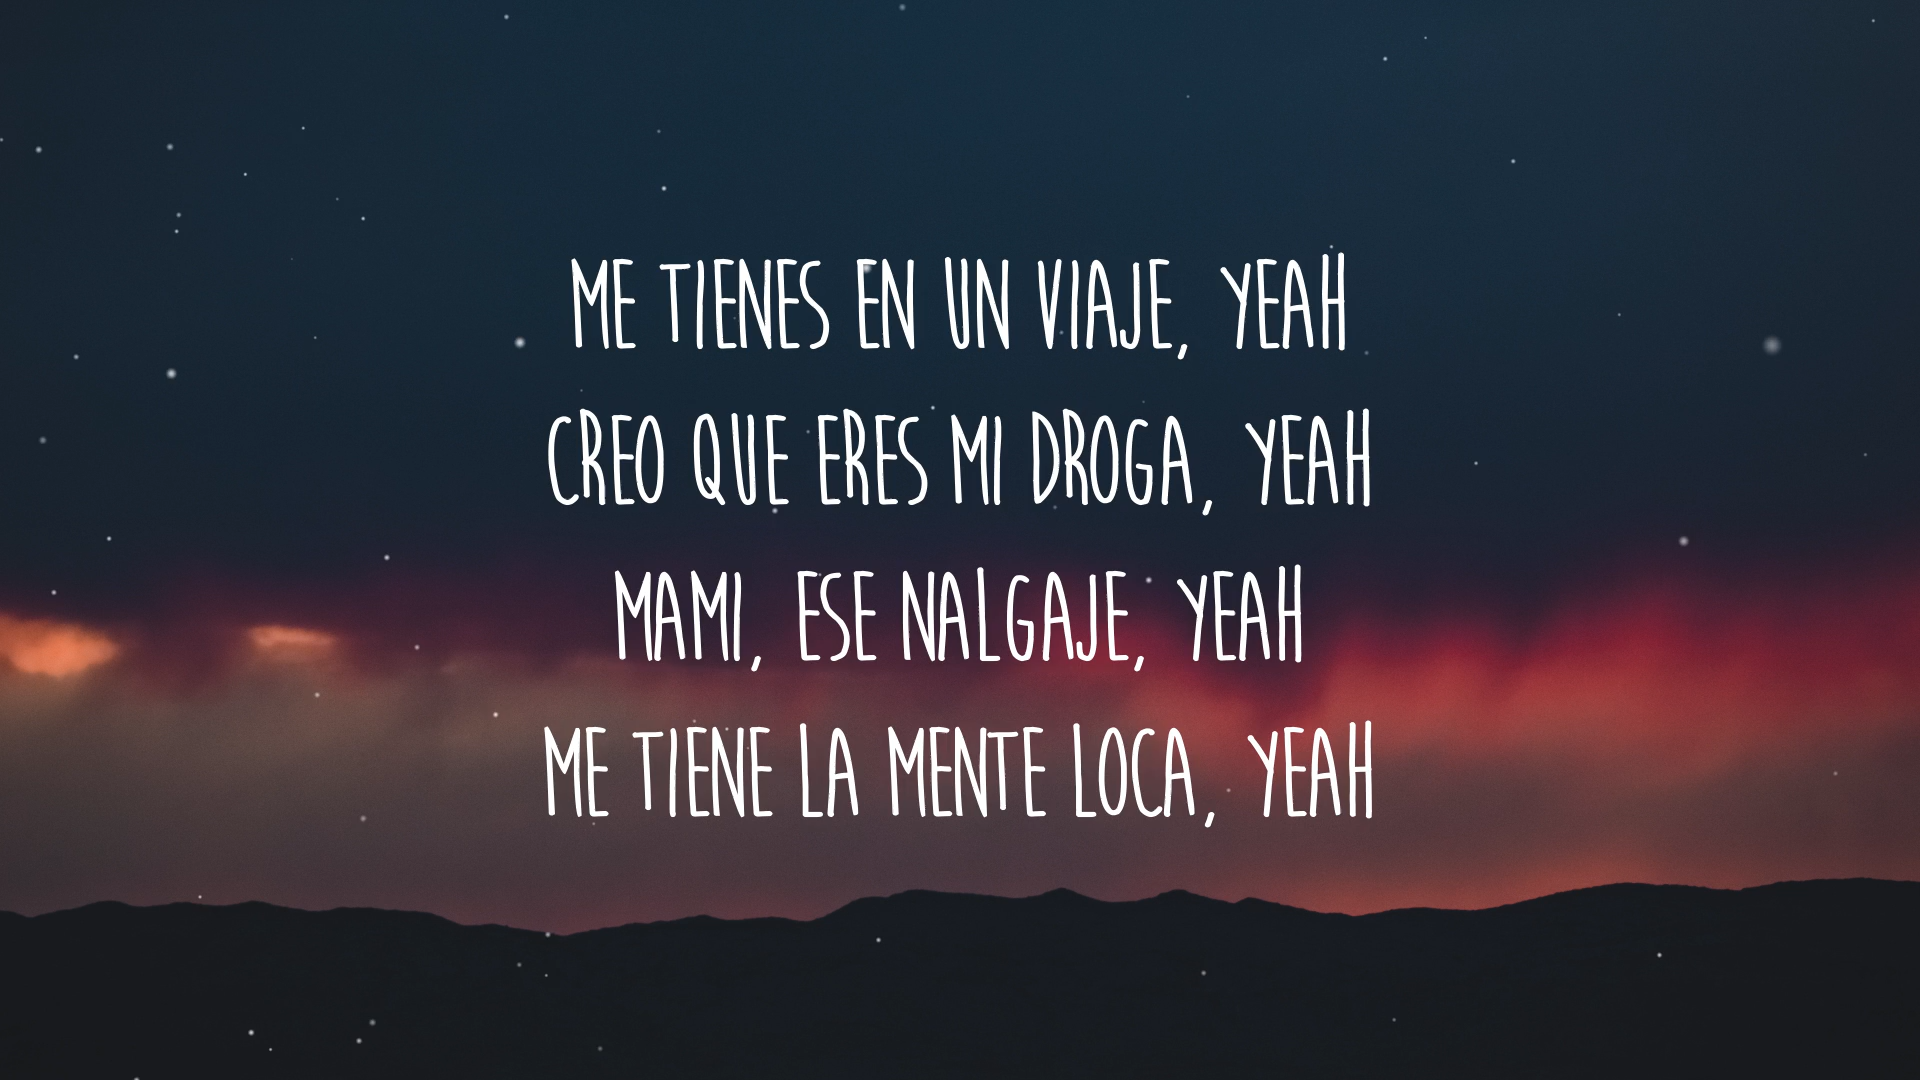 ME TIENES EN UN VIAJE, YEAH
CREO QUE ERES MI DROGA, YEAH
MAMI, ESE NALGAJE, YEAH
ME TIENE LA MENTE LOCA, YEAH